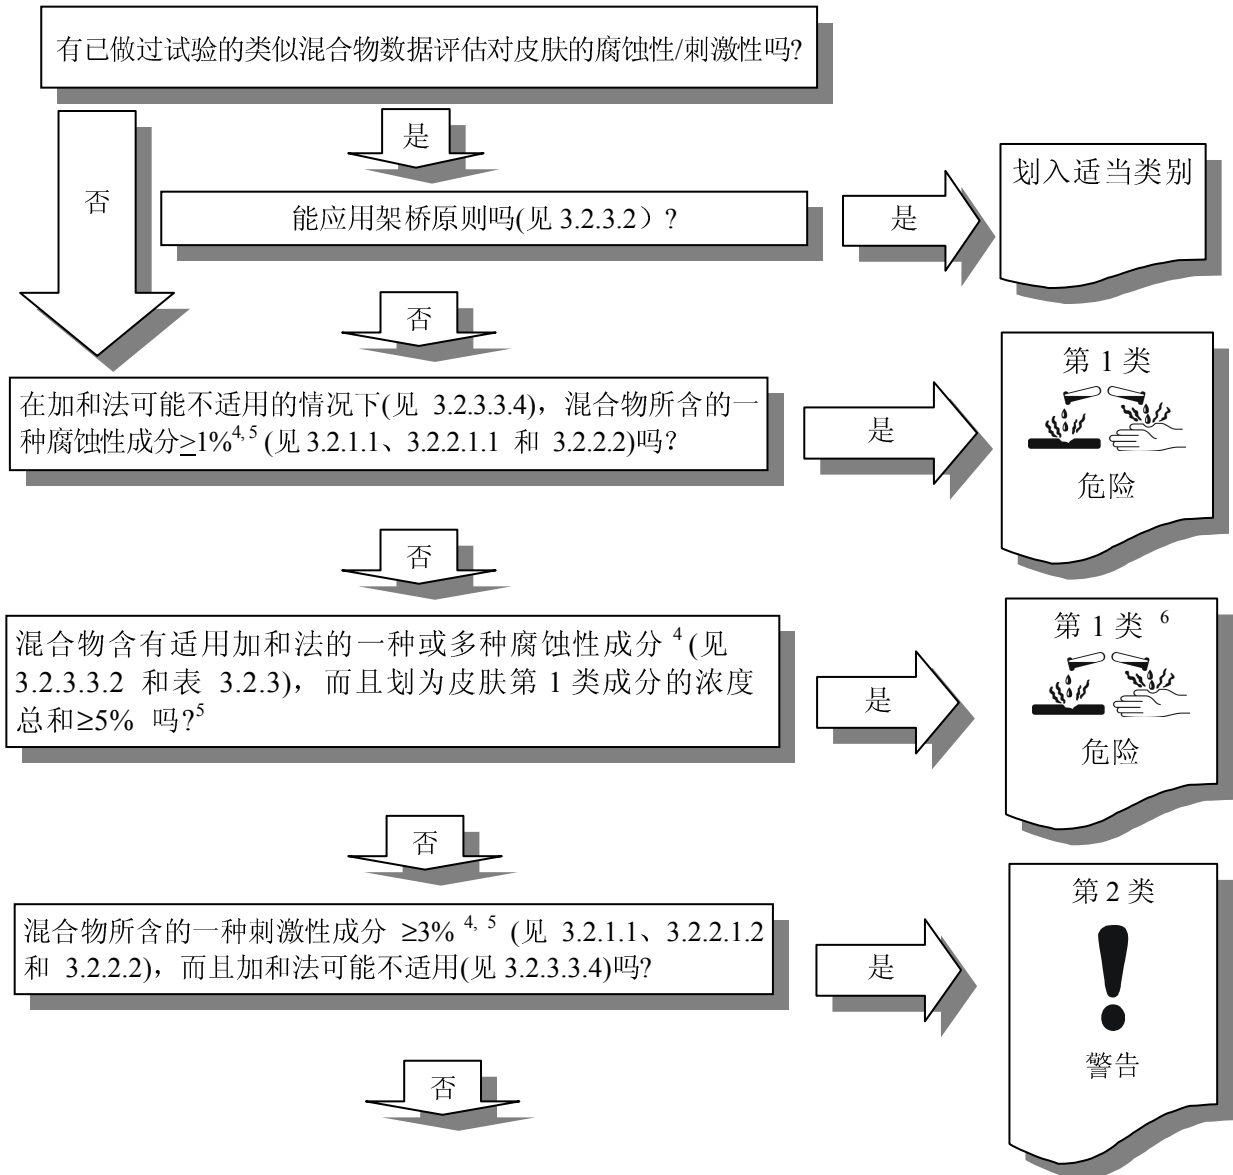 有已做过试验的类似混合物数据评估对皮肤的腐蚀性/刺激性吗?
是
否
划入适当类别
能应用架桥原则吗(见 3.2.3.2）?
是
否
第 1 类
在加和法可能不适用的情况下(见 3.2.3.3.4)，混合物所含的一
种腐蚀性成分≥1%4, 5 (见 3.2.1.1、3.2.2.1.1 和 3.2.2.2)吗?
是
危险
否
混合物含有适用加和法的一种或多种腐蚀性成分 4 (见
3.2.3.3.2 和表 3.2.3)，而且划为皮肤第 1 类成分的浓度
总和≥5% 吗?5
是
第 1 类 6
危险
否
第 2 类
混合物所含的一种刺激性成分 ≥3% 4, 5 (见 3.2.1.1、3.2.2.1.2
和 3.2.2.2)，而且加和法可能不适用(见 3.2.3.3.4)吗?
是
警告
否